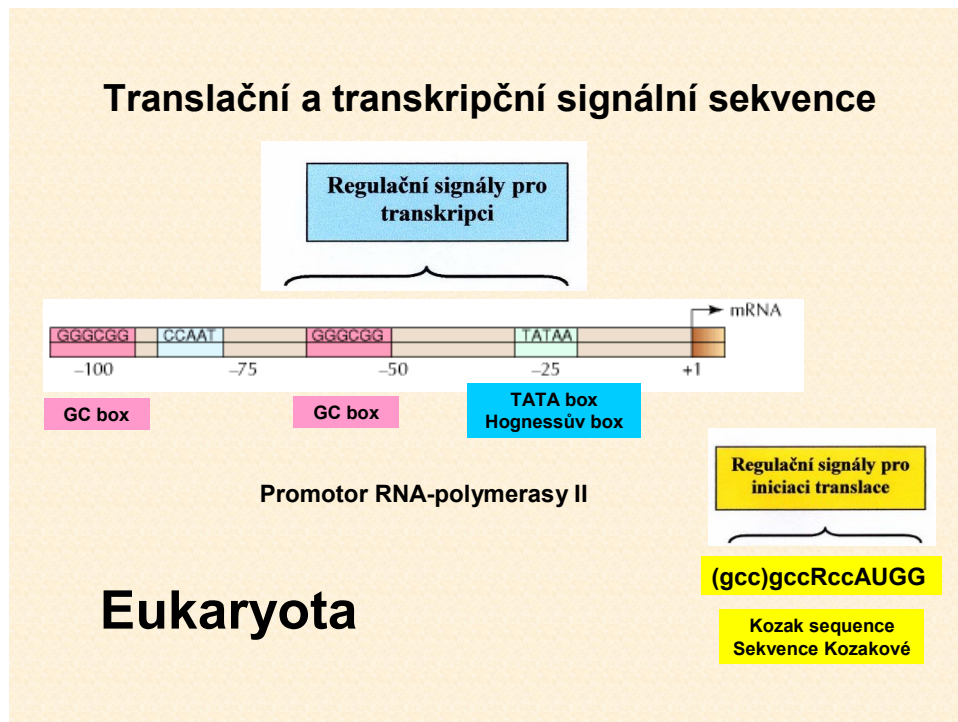 Translační a transkripční signální sekvence
Regulační signály pro
transkripci
mRNA
GGGCGG CCAAT GGGCGG TATAA
–100 –75 –50 –25 +1
GC box GC box TATA box
Hognessův box
Regulační signály pro
iniciaci translace
Promotor RNA-polymerasy II
(gcc)gccRccAUGG
Eukaryota
Kozak sequence
Sekvence Kozakové